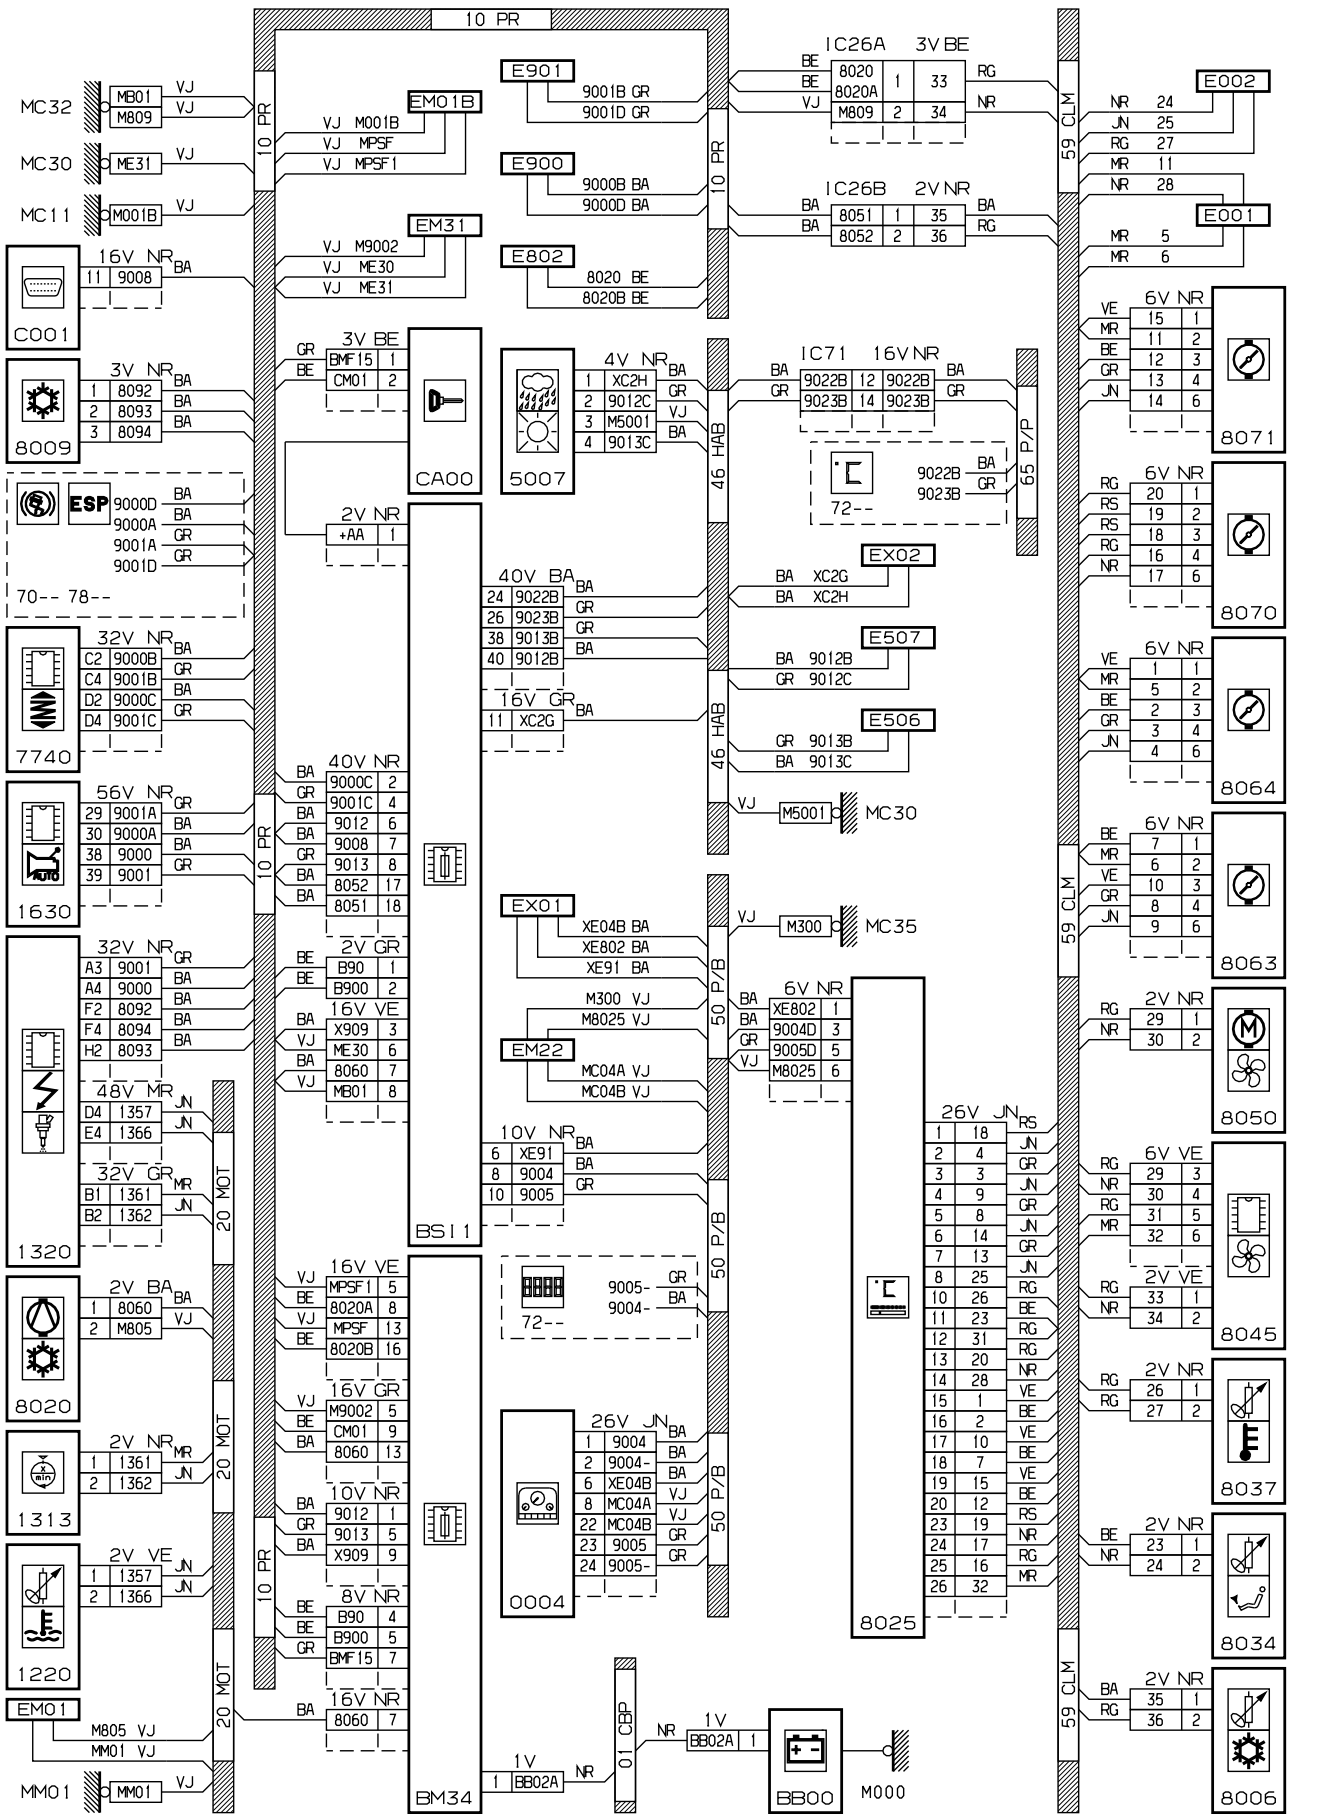 10 PR
MC32
MB01 VJ
M809 VJ
MC30
ME31 VJ
MC11
M001B VJ
10 PR
EM01B
VJ M001B
VJ MPSF
VJ MPSF1
EM31
VJ M9002
VJ ME30
VJ ME31
E901
9001B GR
9001D GR
E900
9000B BA
9000D BA
E802
8020 BE
8020B BE
10 PR
IC26A 3V BE
BE 8020 1 33 RG
BE 8020A
VJ M809 2 34 NR
IC26B 2V NR
BA 8051 1 35 BA
BA 8052 2 36 RG
59 CLM
E002
NR 24
JN 25
RG 27
MR 11
NR 28
E001
MR 5
MR 6
C001
16V NR
11 9008 BA
8009
3V NR
1 8092 BA
2 8093 BA
3 8094 BA
ESP
9000D BA
9000A BA
9001A GR
9001D GR
70-- 78--
7740
32V NR
C2 9000B BA
C4 9001B GR
D2 9000C BA
D4 9001C GR
1630
AUTO
56V NR
29 9001A GR
30 9000A BA
38 9000 BA
39 9001 GR
1320
32V NR
A3 9001 GR
A4 9000 BA
F2 8092 BA
F4 8094 BA
H2 8093 BA
48V MR
D4 1357 JN
E4 1366 JN
32V GR
B1 1361 MR
B2 1362 JN
20 MOT
8020
2V BA
1 8060 BA
2 M805 VJ
20 MOT
1313
x
min
2V NR
1 1361 MR
2 1362 JN
1220
2V VE
1 1357 JN
2 1366 JN
20 MOT
EM01
M805 VJ
MM01 VJ
MM01
MM01 VJ
CA00
3V BE
GR BMF15 1
BE CM01 2
BSI1
2V NR
+AA 1
40V BA
24 9022B BA
26 9023B GR
38 9013B GR
40 9012B BA
16V GR
11 XC2G BA
40V NR
BA 9000C 2
GR 9001C 4
BA 9012 6
BA 9008 7
GR 9013 8
BA 8052 17
BA 8051 18
10 PR
2V GR
BE B90 1
BE B900 2
16V VE
BA X909 3
VJ ME30 6
BA 8060 7
VJ MB01 8
10V NR
6 XE91 BA
8 9004 BA
10 9005 GR
BM34
16V VE
VJ MPSF1 5
BE 8020A 8
VJ MPSF 13
BE 8020B 16
16V GR
VJ M9002 5
BE CM01 9
BA 8060 13
10V NR
BA 9012 1
GR 9013 5
BA X909 9
10 PR
8V NR
BE B90 4
BE B900 5
GR BMF15 7
16V NR
BA 8060 7
1V
1 BB02A NR
01 CBP
1V
NR BB02A 1
BB00
M000
5007
4V NR
1 XC2H BA
2 9012C GR
3 M5001 VJ
4 9013C BA
46 HAB
IC71 16V NR
BA 9022B 12 9022B BA
GR 9023B 14 9023B GR
65 P/P
°C
72--
9022B BA
9023B GR
EX02
BA XC2G
BA XC2H
E507
BA 9012B
GR 9012C
E506
GR 9013B
BA 9013C
46 HAB
VJ M5001
MC30
EX01
XE04B BA
XE802 BA
XE91 BA
M300 VJ
M8025 VJ
EM22
MC04A VJ
MC04B VJ
50 P/B
VJ M300
MC35
6V NR
BA XE802 1
BA 9004D 3
GR 9005D 5
VJ M8025 6
50 P/B
72--
9005- GR
9004- BA
0004
26V JN
1 9004 BA
2 9004- BA
6 XE04B BA
8 MC04A VJ
22 MC04B VJ
23 9005 GR
24 9005- GR
50 P/B
8025
°C
26V JN
1 18 RS
2 4 JN
3 3 GR
4 9 JN
5 8 GR
6 14 JN
7 13 GR
8 25 JN
10 26 RG
11 23 BE
12 31 RG
13 20 RG
14 28 NR
15 1 VE
16 2 BE
17 10 VE
18 7 BE
19 15 VE
20 12 BE
23 19 RS
24 17 NR
25 16 RG
26 32 MR
8071
6V NR
VE 15 1
MR 11 2
BE 12 3
GR 13 4
JN 14 6
8070
6V NR
RG 20 1
RS 19 2
RS 18 3
RG 16 4
NR 17 6
8064
6V NR
VE 1 1
MR 5 2
BE 2 3
GR 3 4
JN 4 6
8063
6V NR
BE 7 1
MR 6 2
VE 10 3
GR 8 4
JN 9 6
59 CLM
8050
M
2V NR
RG 29 1
NR 30 2
8045
6V VE
RG 29 3
NR 30 4
RG 31 5
MR 32 6
2V VE
RG 33 1
NR 34 2
8037
2V NR
RG 26 1
RG 27 2
8034
2V NR
BE 23 1
NR 24 2
59 CLM
8006
2V NR
BA 35 1
RG 36 2